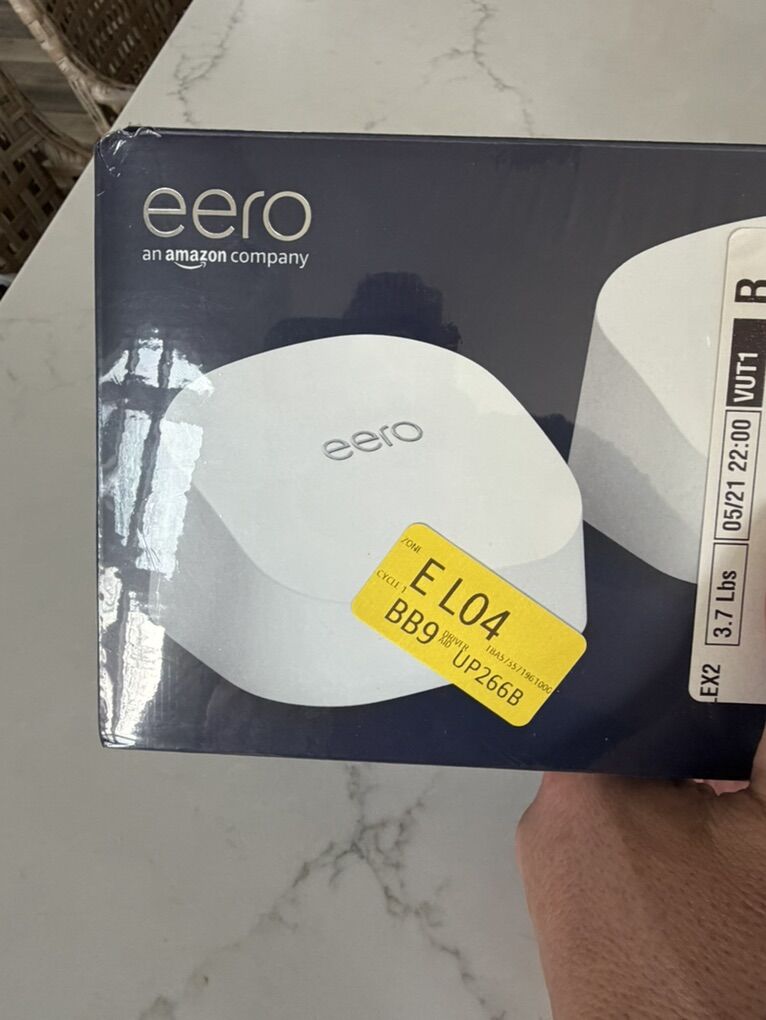 eero
an amazon company
eero
ZONE
E L04
CYCLE 1
BB9
DRIVER
AID
UP266B
B
VUT1
05/21 22:00
3.7 Lbs
LEX2